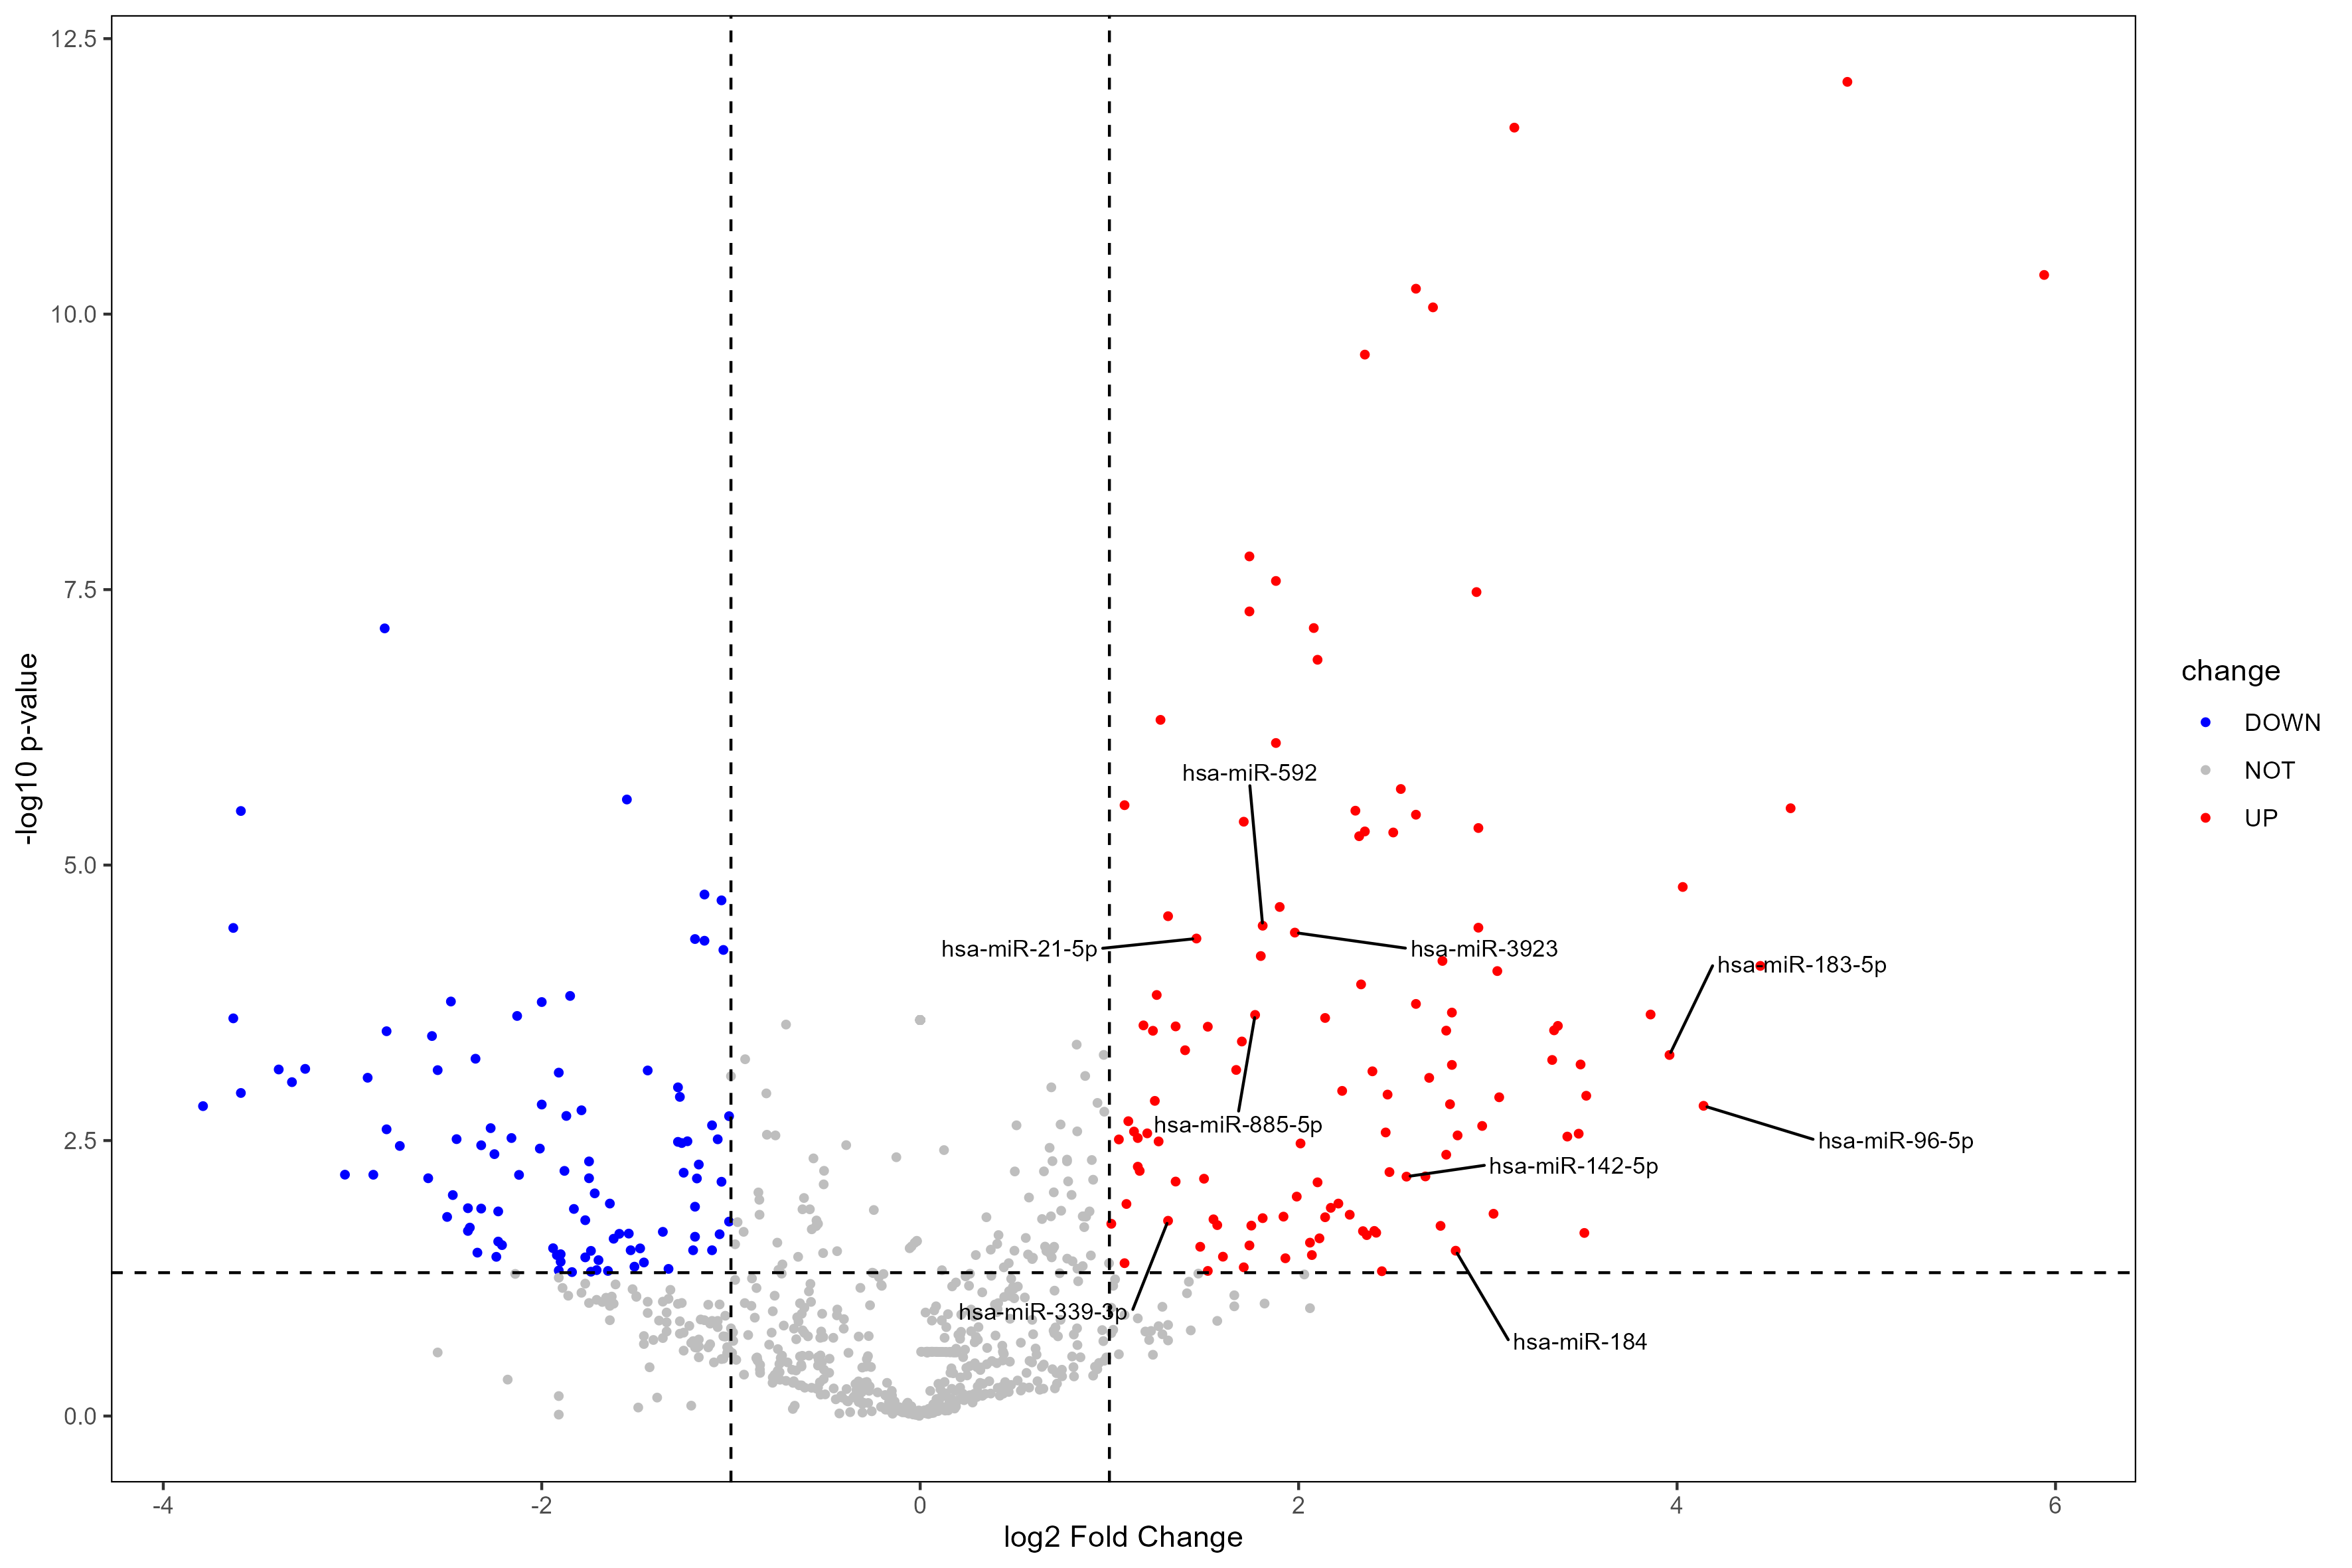 12.5
10.0
7.5
5.0
2.5
0.0
-log10 p-value
hsa-miR-592
hsa-miR-21-5p
hsa-miR-3923
hsa-miR-183-5p
hsa-miR-885-5p
hsa-miR-96-5p
hsa-miR-142-5p
hsa-miR-339-3p
hsa-miR-184
-4
-2
0
2
4
6
log2 Fold Change
change
DOWN
NOT
UP